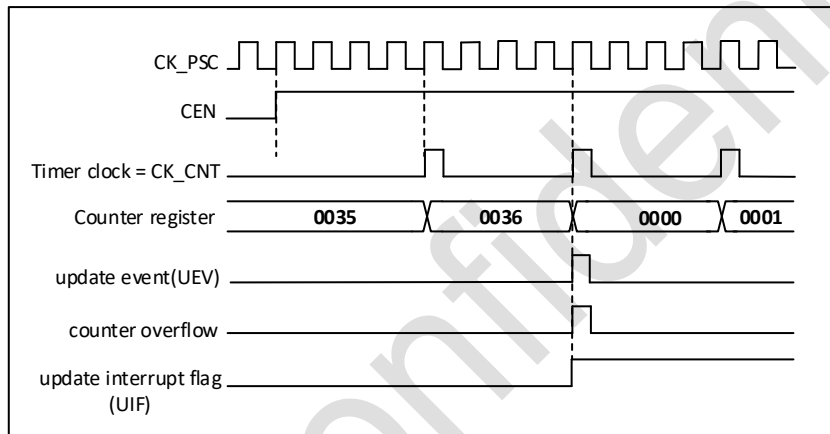 CK_PSC
CEN
Timer clock = CK_CNT
Counter register 0035 0036 0000 0001
update event(UEV)
counter overflow
update interrupt flag
(UIF)